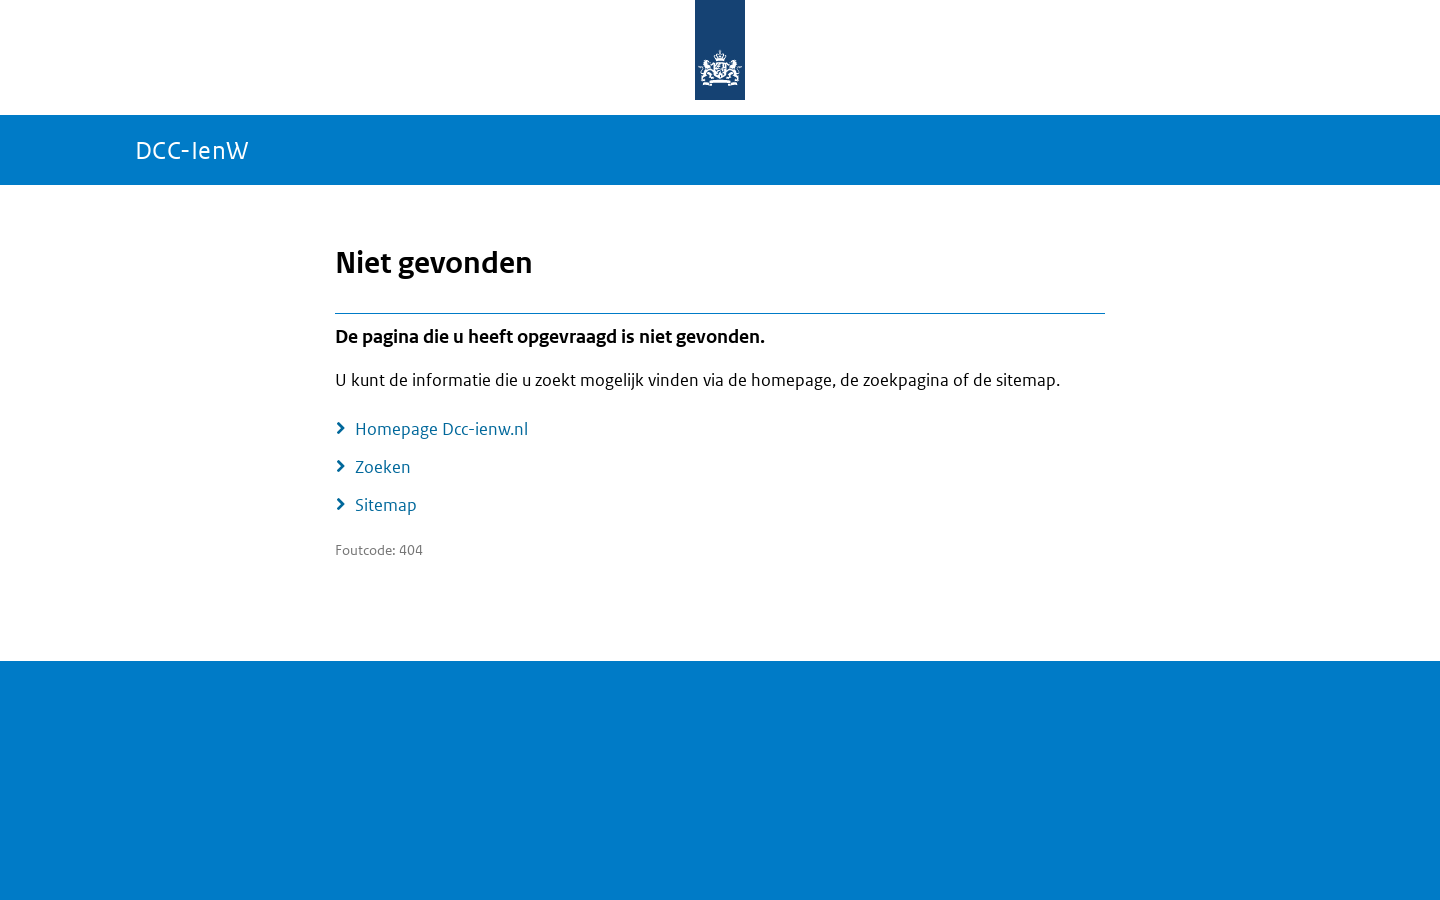 DCC-IenW
Niet gevonden
De pagina die u heeft opgevraagd is niet gevonden.
U kunt de informatie die u zoekt mogelijk vinden via de homepage, de zoekpagina of de sitemap.
Homepage Dcc-ienw.nl
Zoeken
Sitemap
Foutcode: 404